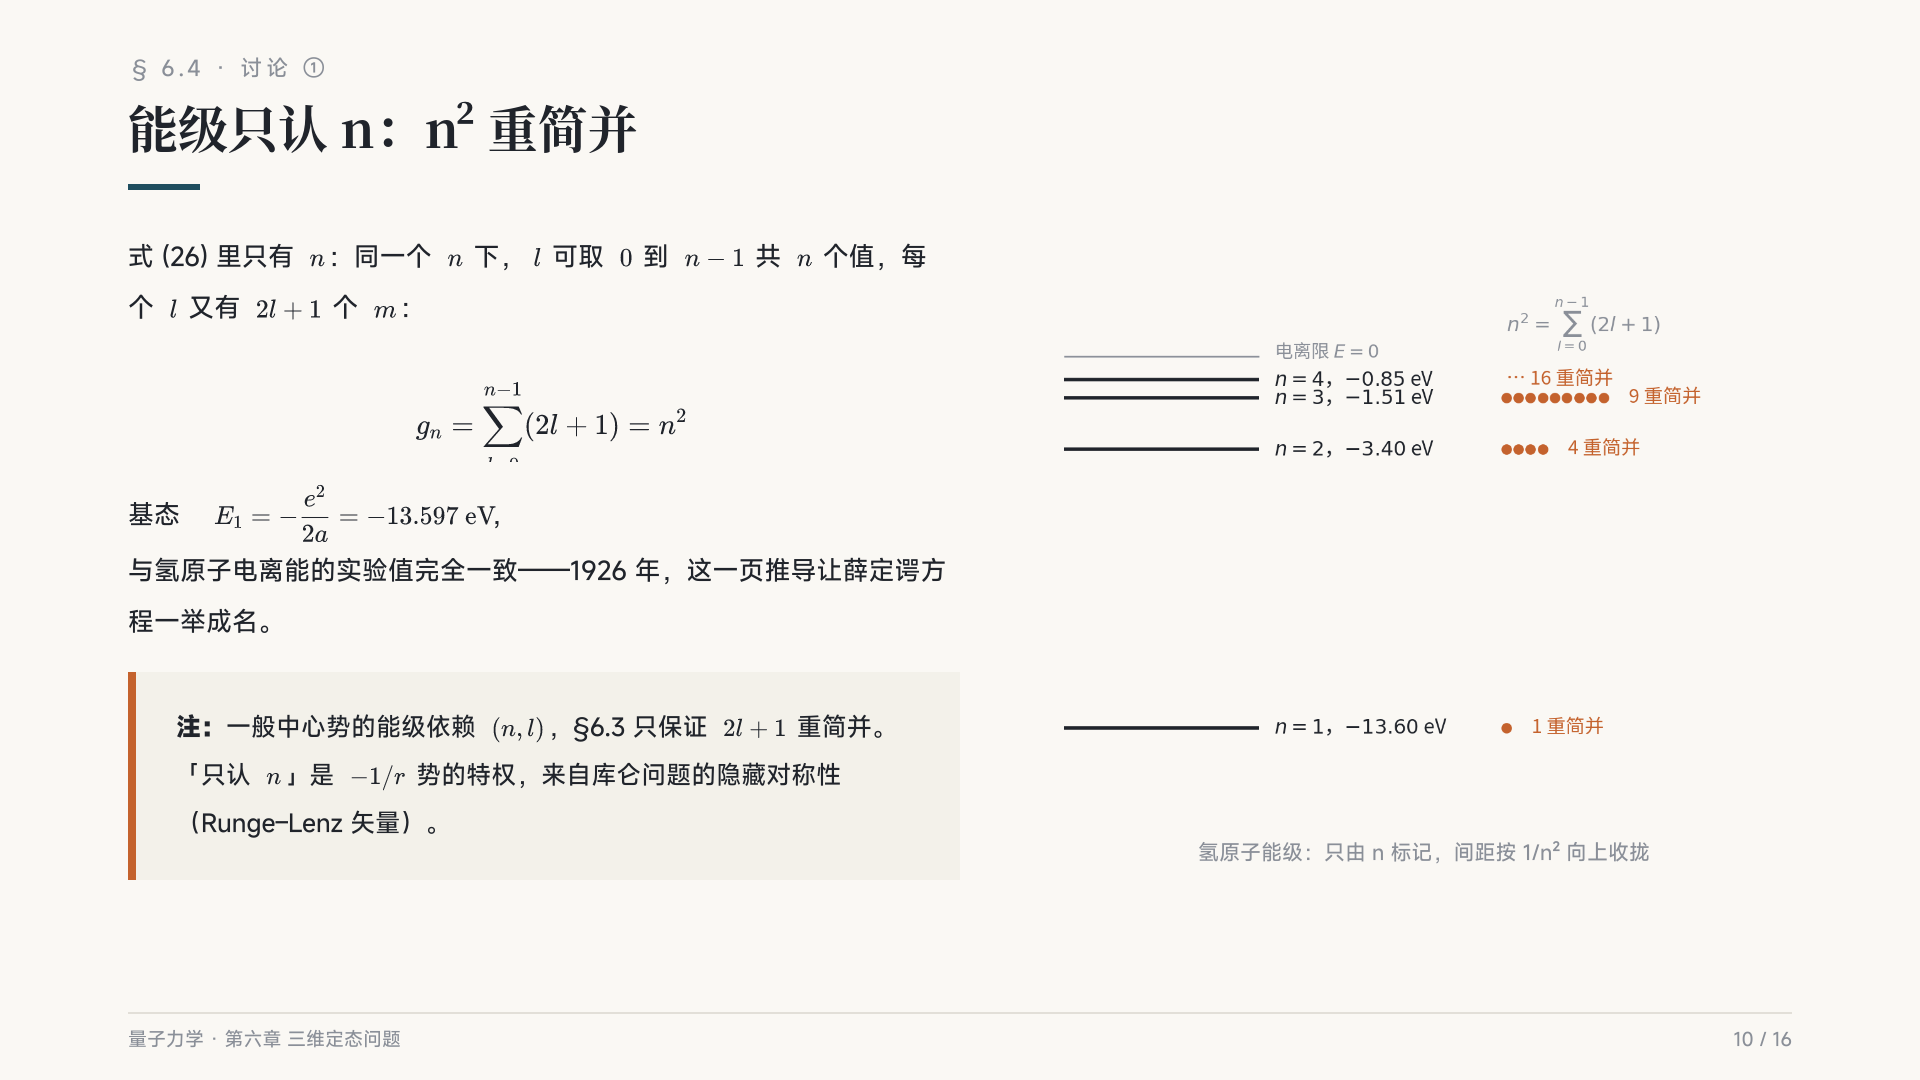 § 6.4 · 讨论 ①
能级只认 n：n² 重简并
式 (26) 里只有 n：同一个 n 下，l 可取 0 到 n − 1 共 n 个值，每
个 l 又有 2l + 1 个 m：
gₙ = ∑_{l=0}^{n−1} (2l + 1) = n²
基态 E₁ = −e²/2a = −13.597 eV,
与氢原子电离能的实验值完全一致——1926 年，这一页推导让薛定谔方
程一举成名。
注：一般中心势的能级依赖 (n, l)，§6.3 只保证 2l + 1 重简并。
「只认 n」是 −1/r 势的特权，来自库仑问题的隐藏对称性
（Runge–Lenz 矢量）。
n² = ∑_{l=0}^{n−1} (2l + 1)
电离限 E = 0
n = 4，−0.85 eV ⋯ 16 重简并
n = 3，−1.51 eV 9 重简并
n = 2，−3.40 eV 4 重简并
n = 1，−13.60 eV 1 重简并
氢原子能级：只由 n 标记，间距按 1/n² 向上收拢
量子力学 · 第六章 三维定态问题
10 / 16